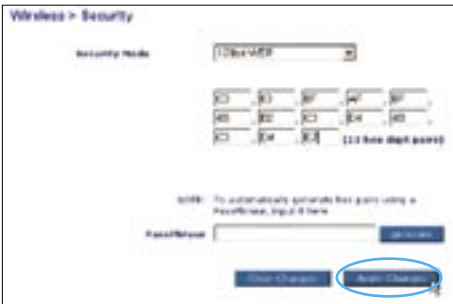 Wireless > Security
Security Mode
128bit WEP
(13 hex digit pairs)
NOTE: To automatically generate hex pairs using a
PassPhrase, input it here
PassPhrase
generate
Clear Changes
Apply Changes